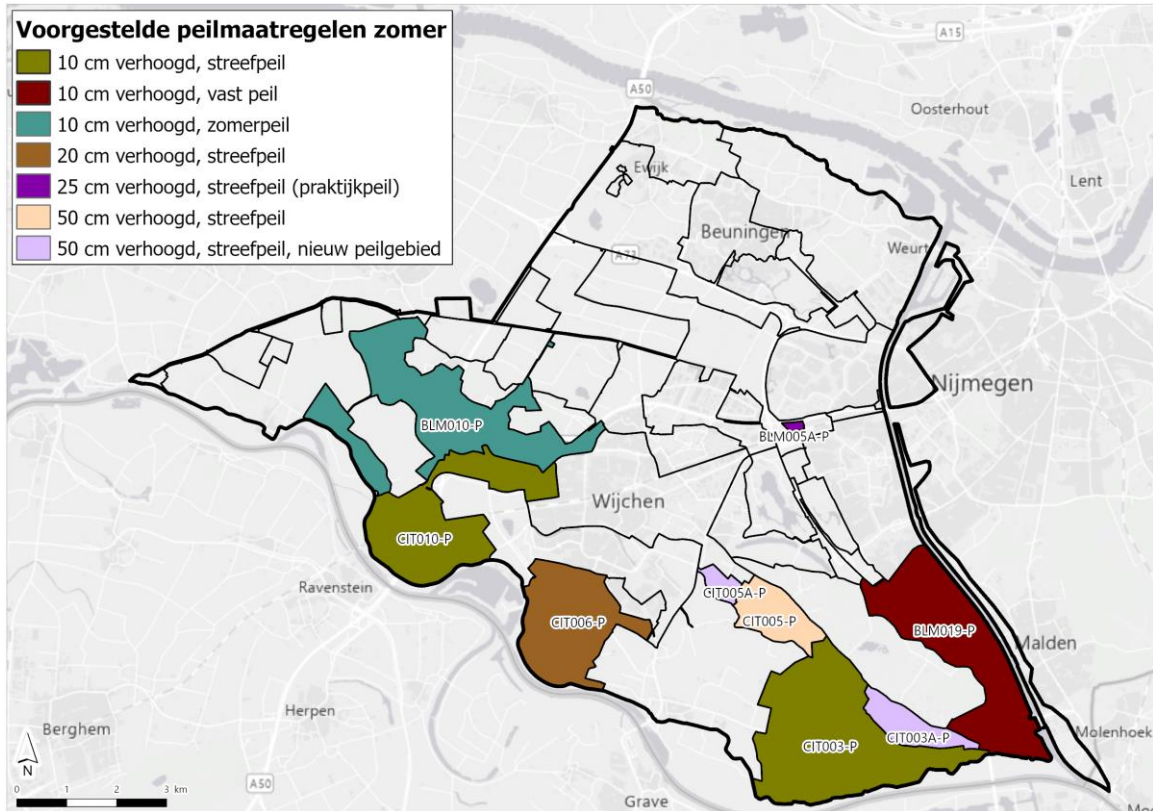 Voorgestelde peilmaatregelen zomer
10 cm verhoogd, streefpeil
10 cm verhoogd, vast peil
10 cm verhoogd, zomerpeil
20 cm verhoogd, streefpeil
25 cm verhoogd, streefpeil (praktijkpeil)
50 cm verhoogd, streefpeil
50 cm verhoogd, streefpeil, nieuw peilgebied
A15
A50
Oosterhout
Ewijk
Lent
Beuningen
Weurt
A73
Nijmegen
BLM010-P
BLM005A-P
Wijchen
CIT010-P
Ravenstein
CIT005A-P
CIT006-P
CIT005-P
BLM019-P
Malden
Herpen
Berghem
CIT003A-P
Molenhoek
CIT003-P
N
A50
0 1 2 3 km
Grave